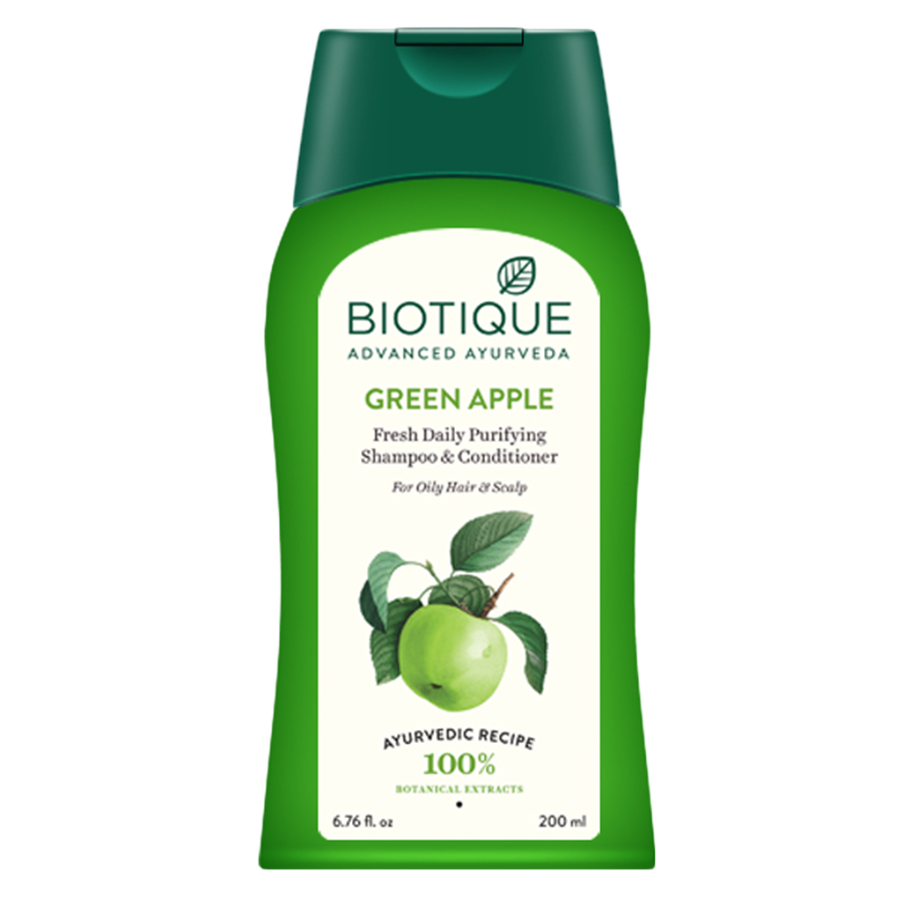 BIOTIQUE
ADVANCED AYURVEDA
GREEN APPLE
Fresh Daily Purifying
Shampoo & Conditioner
For Oily Hair & Scalp
AYURVEDIC RECIPE
100%
BOTANICAL EXTRACTS
6.76 fl. oz 200 ml